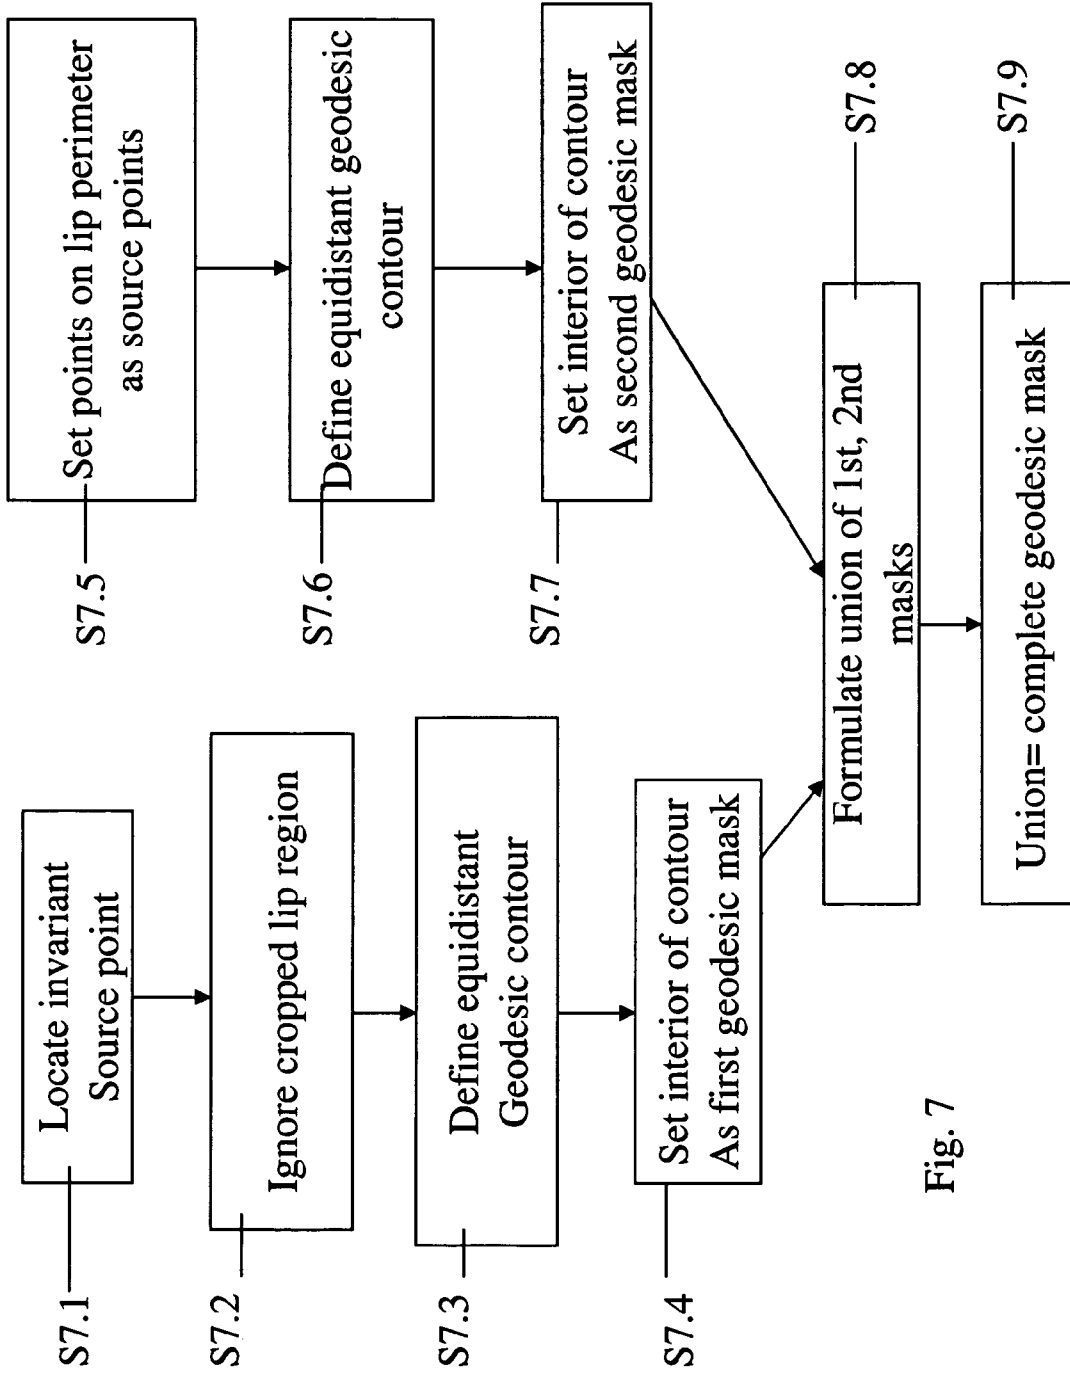 S7.1
Locate invariant
Source point
S7.2
Ignore cropped lip region
S7.3
Define equidistant
Geodesic contour
S7.4
Set interior of contour
As first geodesic mask
S7.5
Set points on lip perimeter
as source points
S7.6
Define equidistant geodesic
contour
S7.7
Set interior of contour
As second geodesic mask
Formulate union of 1st, 2nd
masks
S7.8
Union= complete geodesic mask
S7.9
Fig. 7